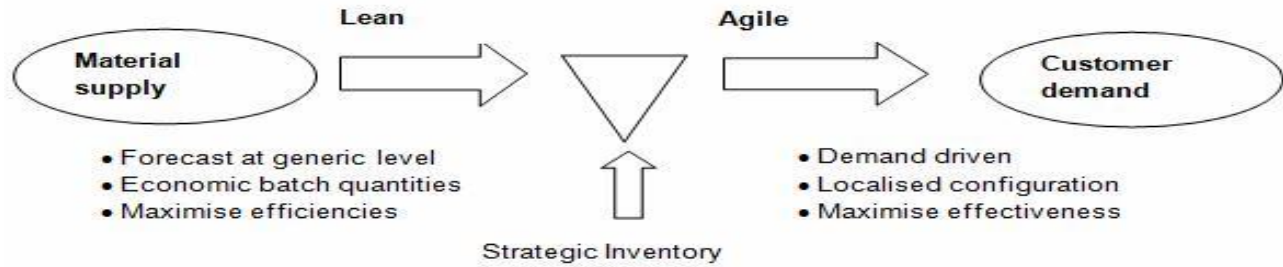 Lean
Agile
Material
supply
Customer
demand
• Forecast at generic level
• Economic batch quantities
• Maximise efficiencies
• Demand driven
• Localised configuration
• Maximise effectiveness
Strategic Inventory